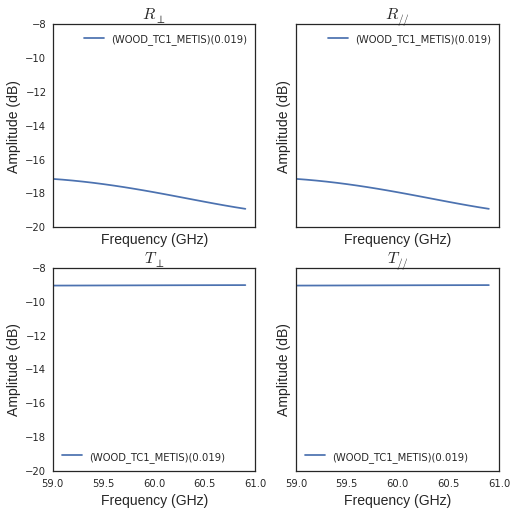 R⊥
R//
−8
(WOOD_TC1_METIS)(0.019)
(WOOD_TC1_METIS)(0.019)
−10
−12
−14
−16
−18
−20
Amplitude (dB)
Amplitude (dB)
Frequency (GHz)
Frequency (GHz)
T⊥
T//
−8
−10
−12
−14
−16
−18
−20
Amplitude (dB)
Amplitude (dB)
(WOOD_TC1_METIS)(0.019)
(WOOD_TC1_METIS)(0.019)
59.0 59.5 60.0 60.5 61.0
59.0 59.5 60.0 60.5 61.0
Frequency (GHz)
Frequency (GHz)